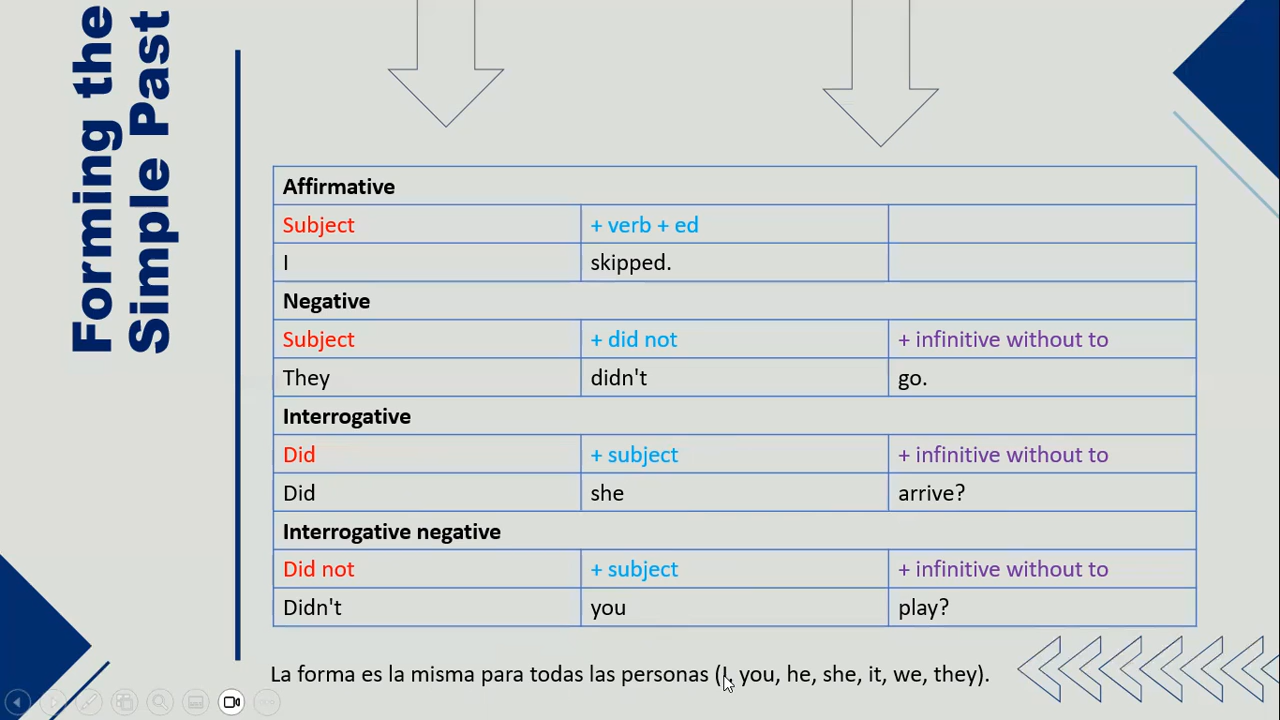 Forming the
Simple Past
Affirmative
Subject + verb + ed
I skipped.
Negative
Subject + did not + infinitive without to
They didn't go.
Interrogative
Did + subject + infinitive without to
Did she arrive?
Interrogative negative
Did not + subject + infinitive without to
Didn't you play?
La forma es la misma para todas las personas (I, you, he, she, it, we, they).